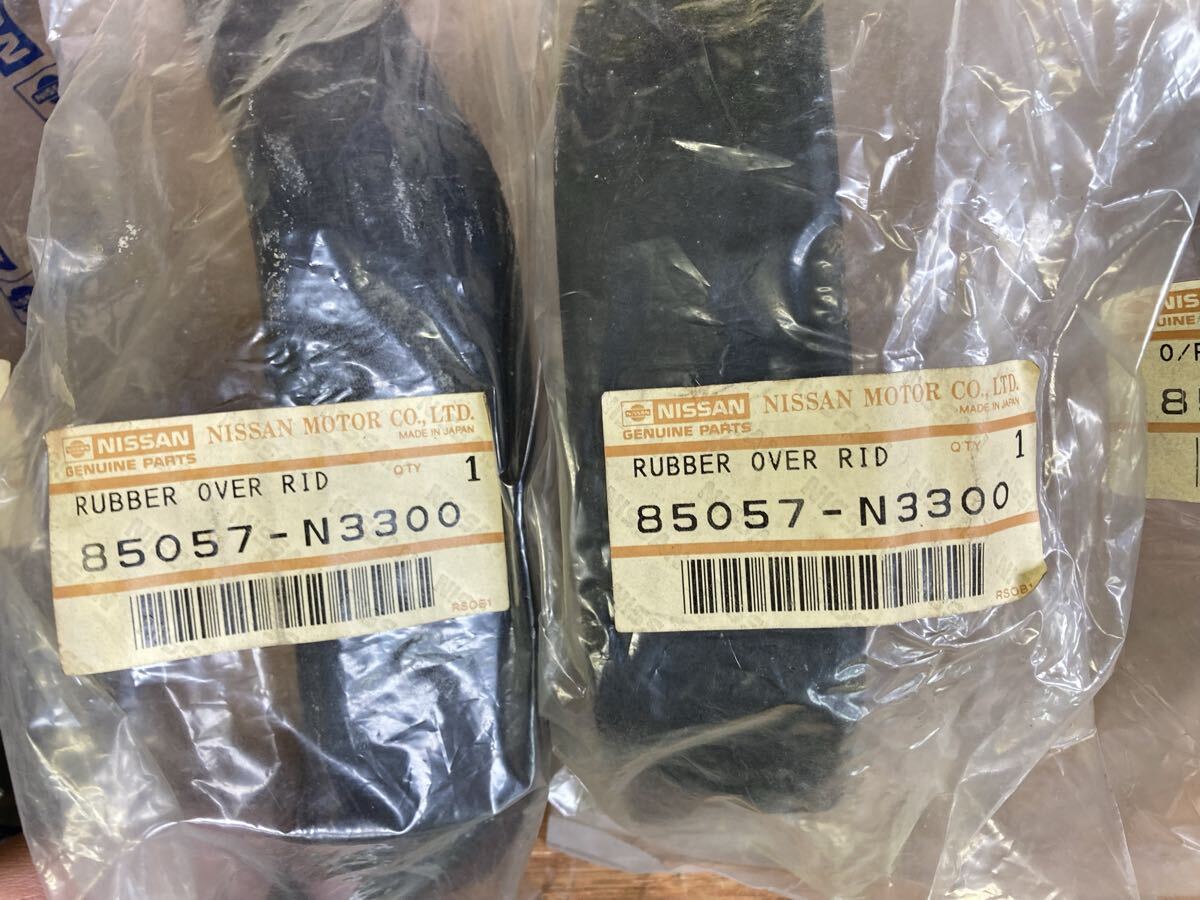 NISSAN NISSAN MOTOR CO., LTD.
GENUINE PARTS MADE IN JAPAN
RUBBER OVER RID QTY 1
85057-N3300
RSOB1
NISSAN NISSAN MOTOR CO., LTD.
GENUINE PARTS MADE IN JAPAN
RUBBER OVER RID QTY 1
85057-N3300
RSOB1